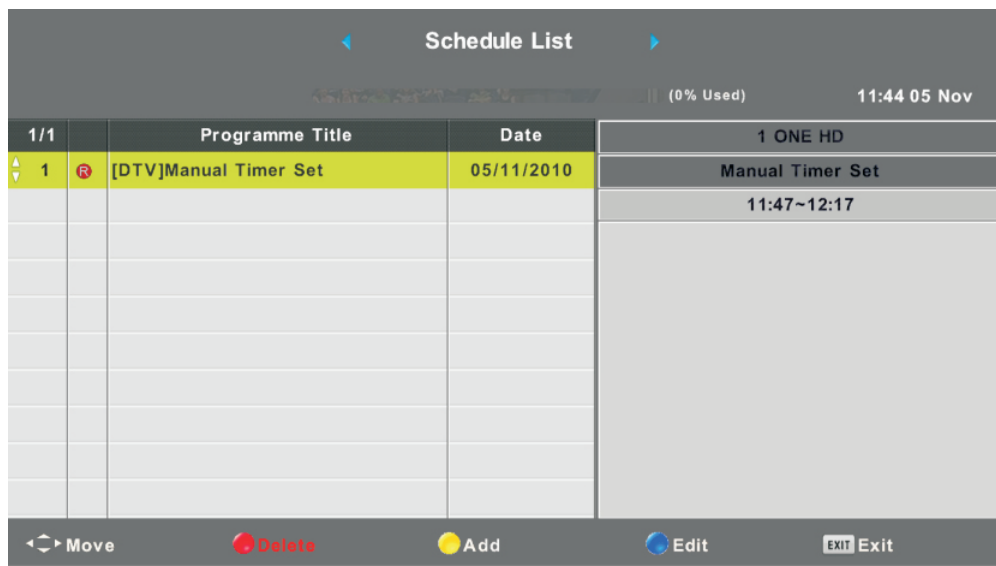 Schedule List
(0% Used) 11:44 05 Nov
1/1 Programme Title Date 1 ONE HD
1 R [DTV]Manual Timer Set 05/11/2010 Manual Timer Set
11:47~12:17
Move Delete Add Edit EXIT Exit